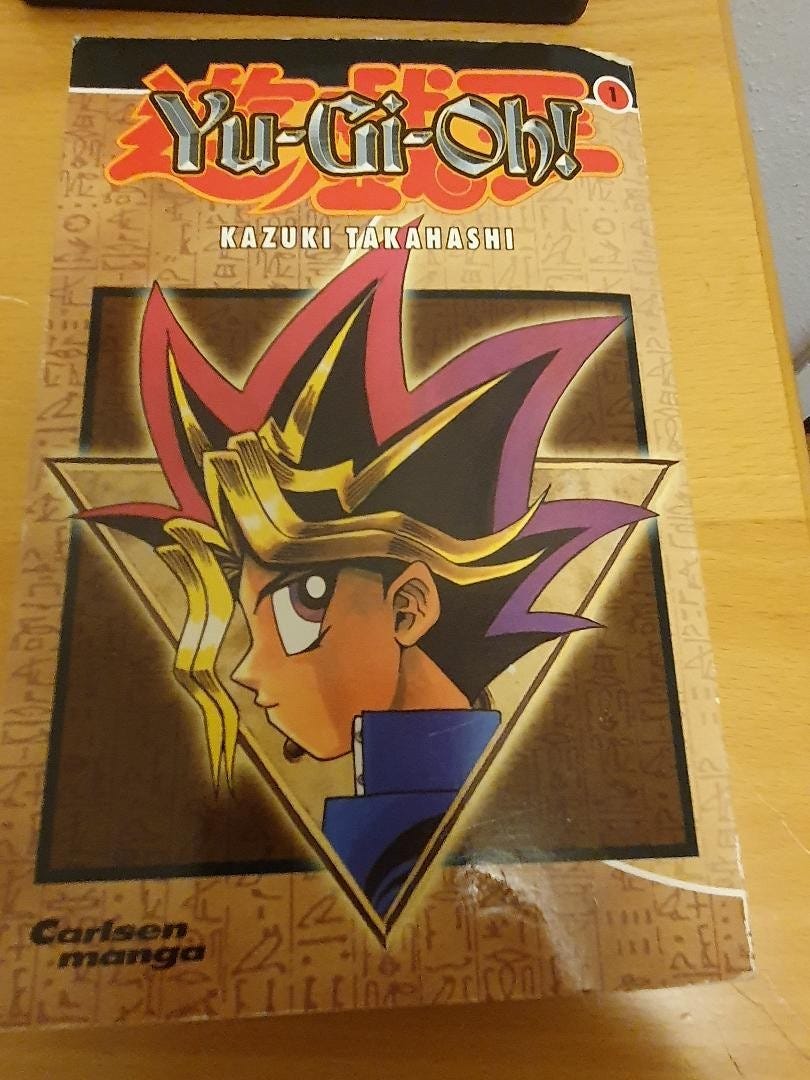 遊戯王
Yu-Gi-Oh!
1
KAZUKI TAKAHASHI
Carlsen
manga